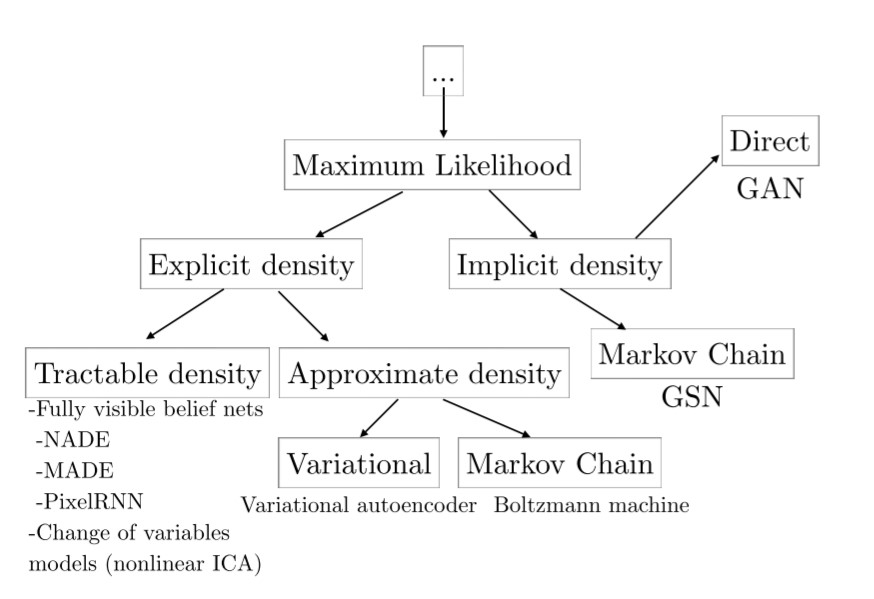 ...
Maximum Likelihood
Direct
GAN
Explicit density
Implicit density
Markov Chain
GSN
Tractable density
-Fully visible belief nets
-NADE
-MADE
-PixelRNN
-Change of variables
models (nonlinear ICA)
Approximate density
Variational
Variational autoencoder
Markov Chain
Boltzmann machine